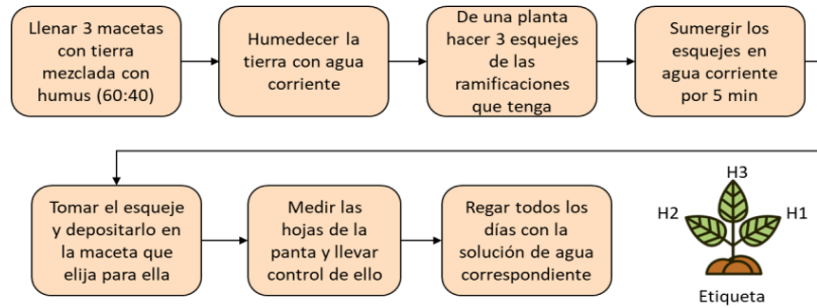 Llenar 3 macetas
con tierra
mezclada con
humus (60:40)
Humedecer la
tierra con agua
corriente
De una planta
hacer 3 esquejes
de las
ramificaciones
que tenga
Sumergir los
esquejes en
agua corriente
por 5 min
Tomar el esqueje
y depositarlo en
la maceta que
elija para ella
Medir las
hojas de la
panta y llevar
control de ello
Regar todos los
días con la
solución de agua
correspondiente
H3
H2
H1
Etiqueta